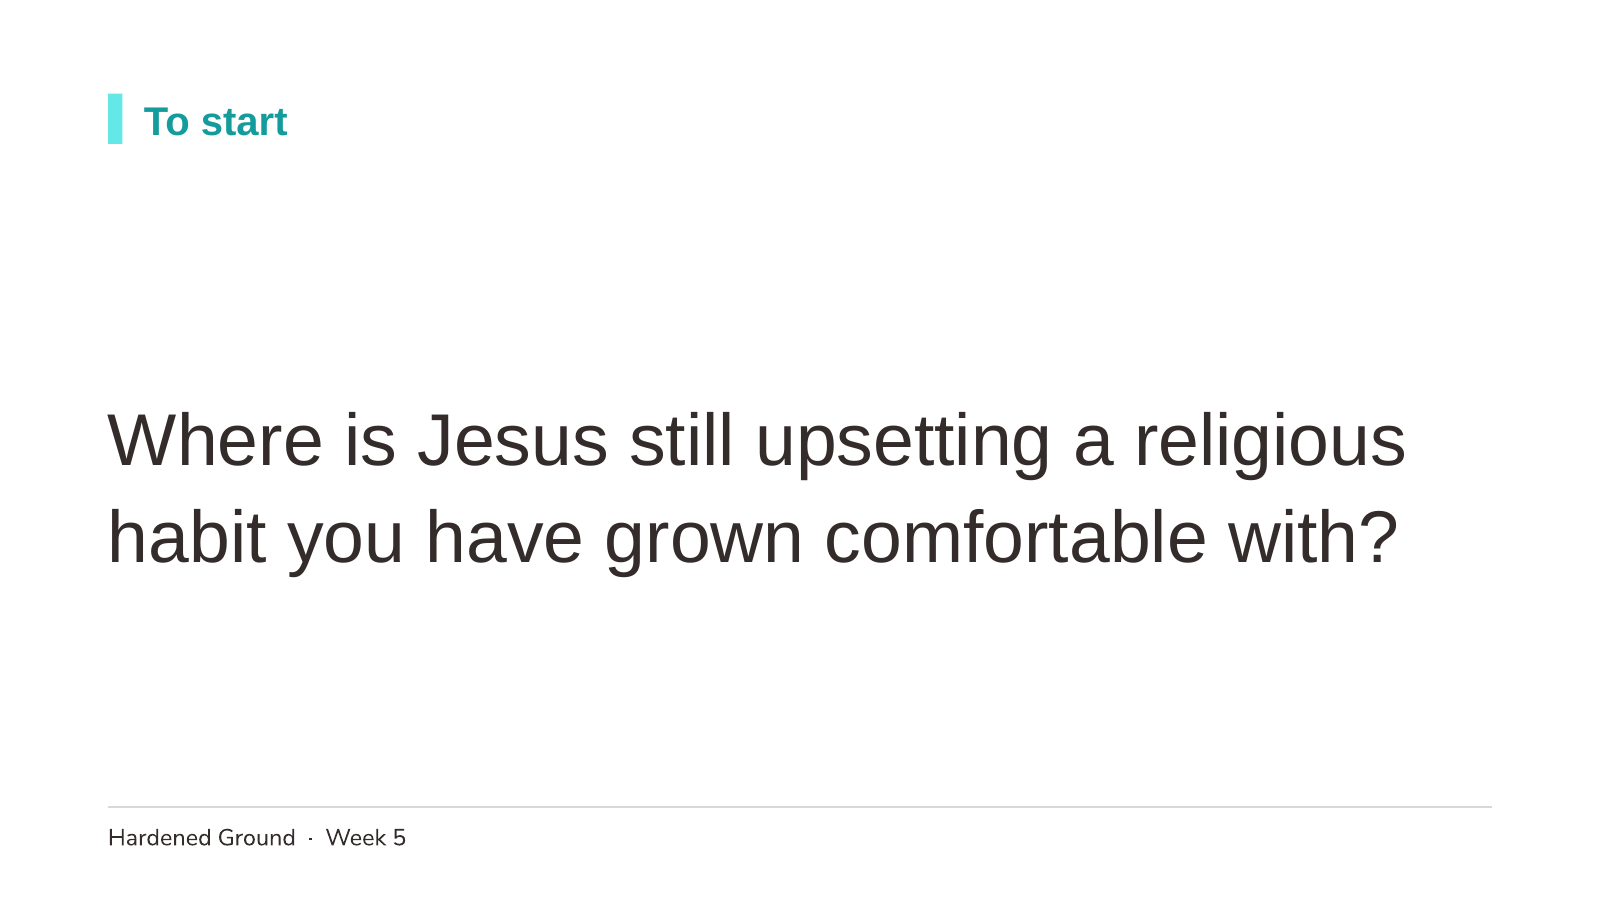 To start
Where is Jesus still upsetting a religious
habit you have grown comfortable with?
Hardened Ground · Week 5